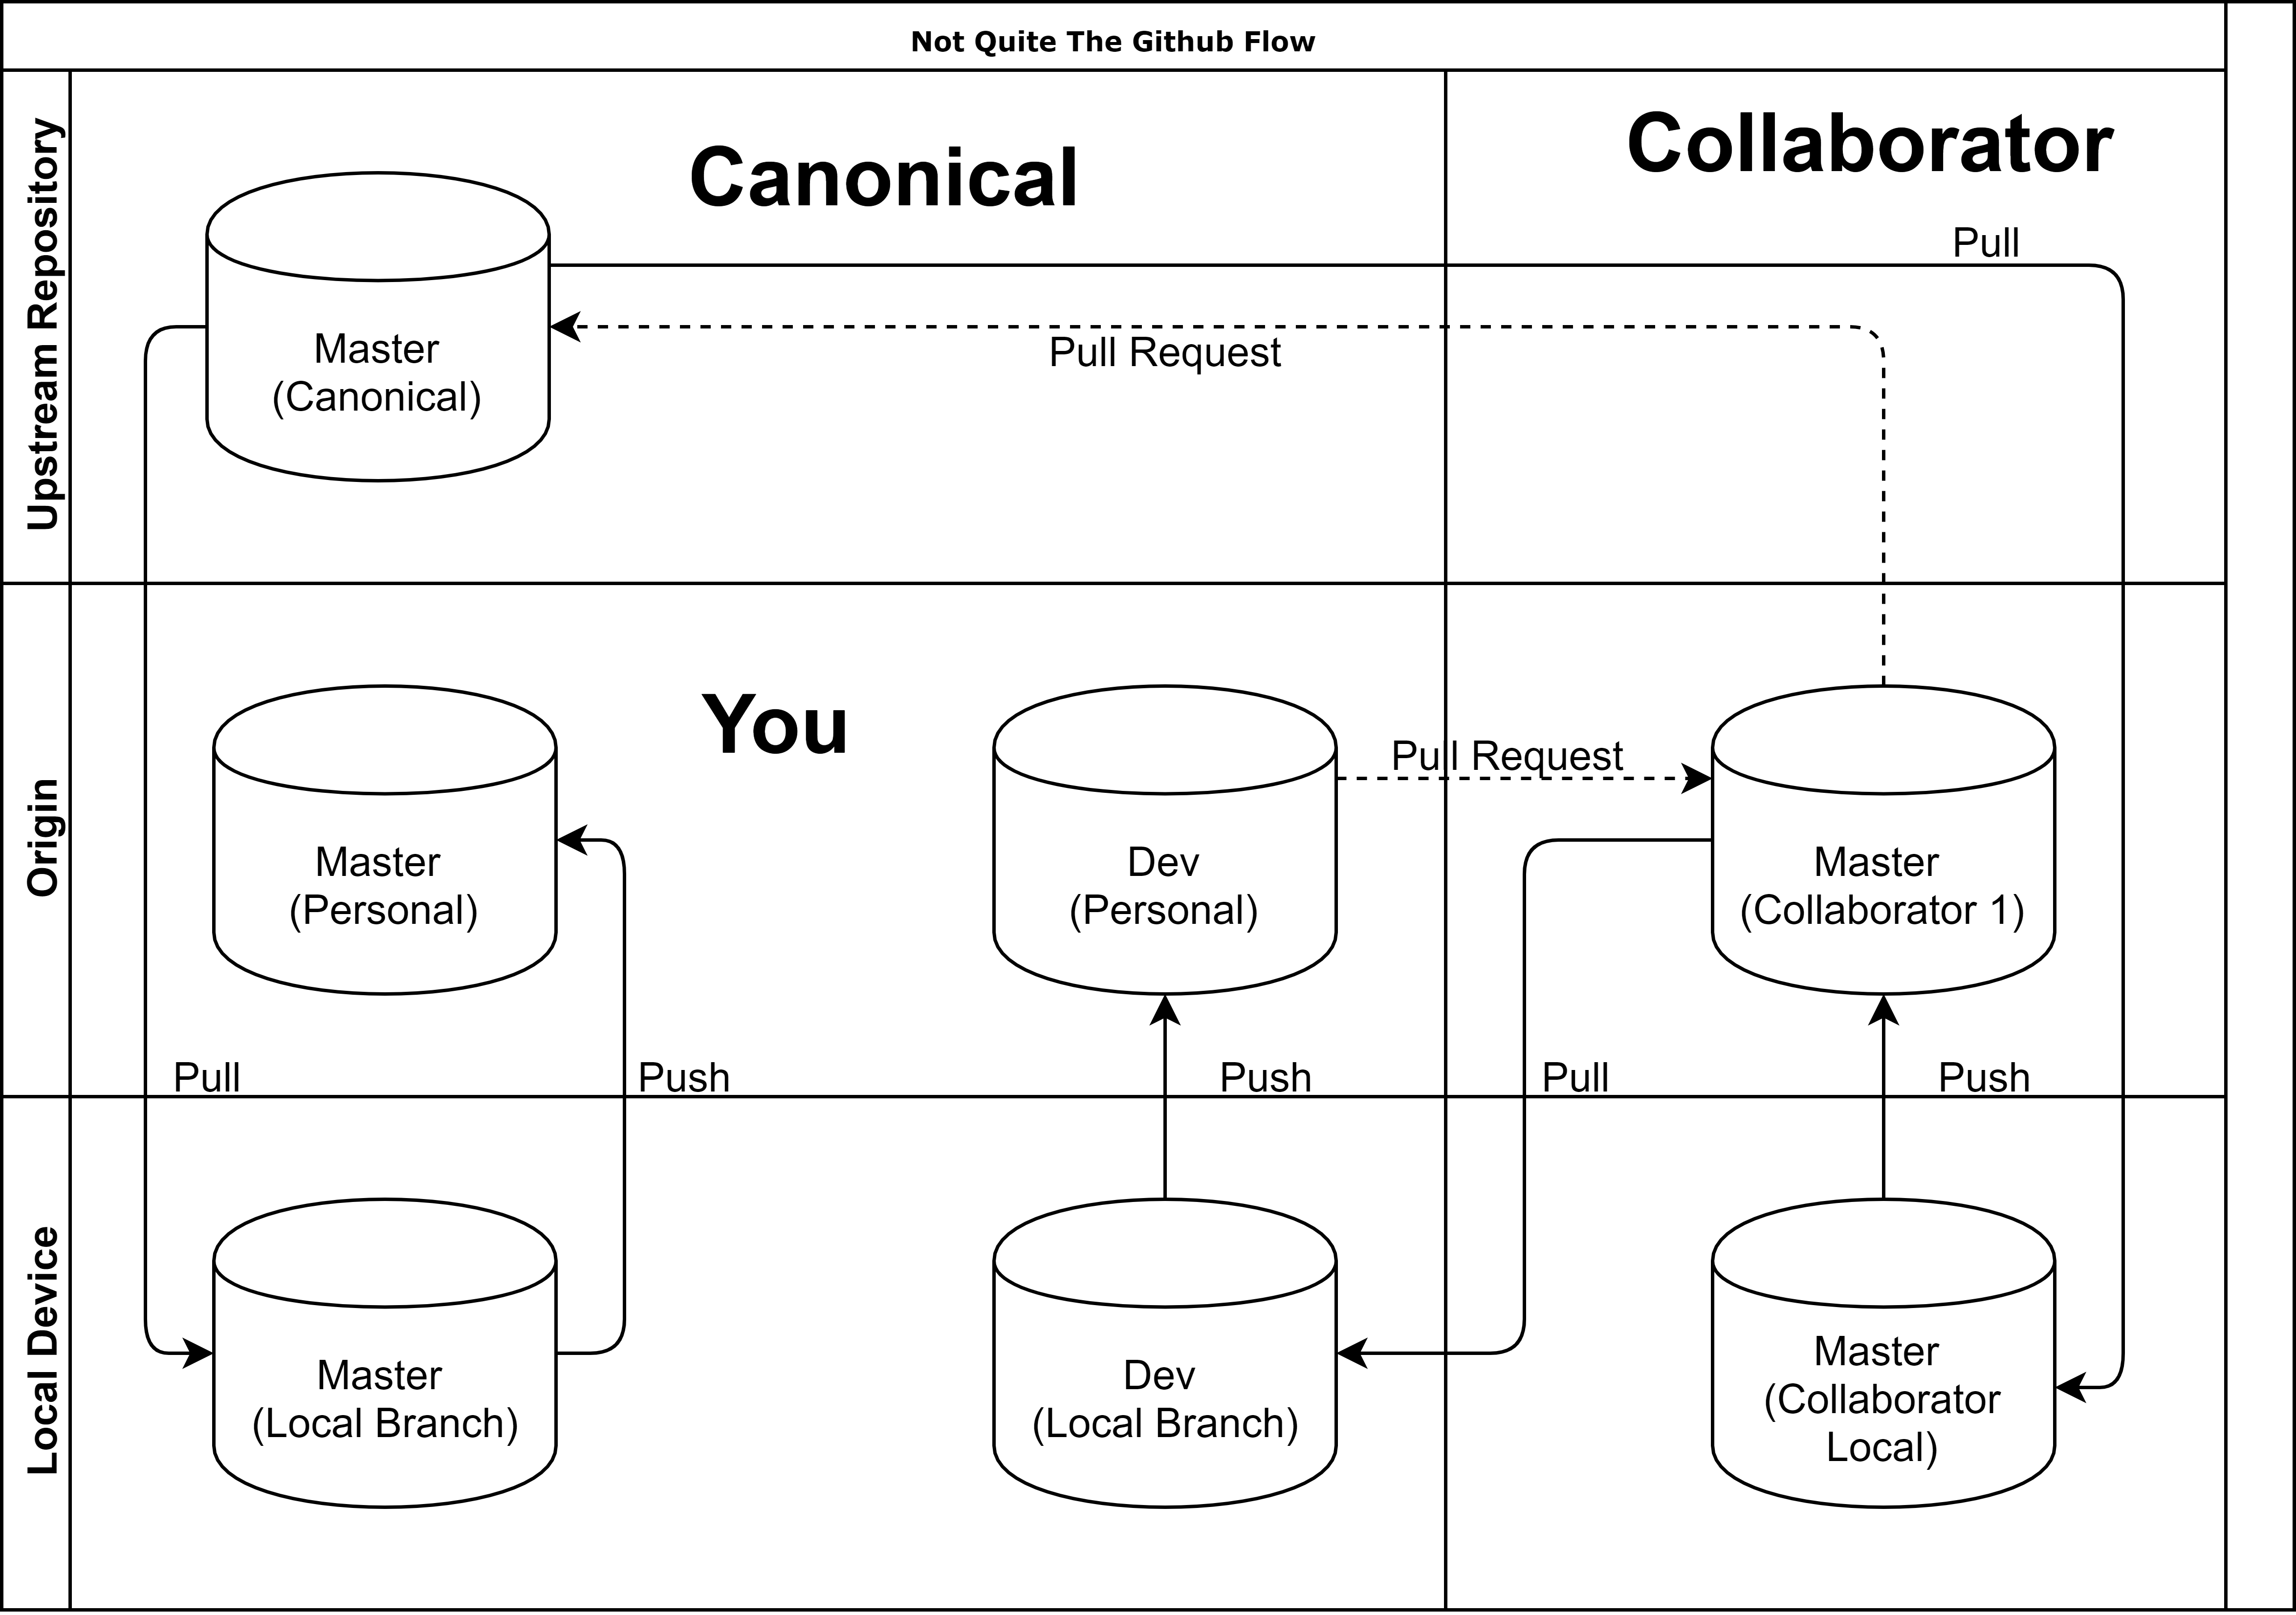 Not Quite The Github Flow
Upstream Repository
Canonical
Collaborator
Pull
Master
(Canonical)
Pull Request
Origin
You
Pull Request
Master
(Personal)
Dev
(Personal)
Master
(Collaborator 1)
Pull
Push
Push
Pull
Push
Local Device
Master
(Local Branch)
Dev
(Local Branch)
Master
(Collaborator
Local)